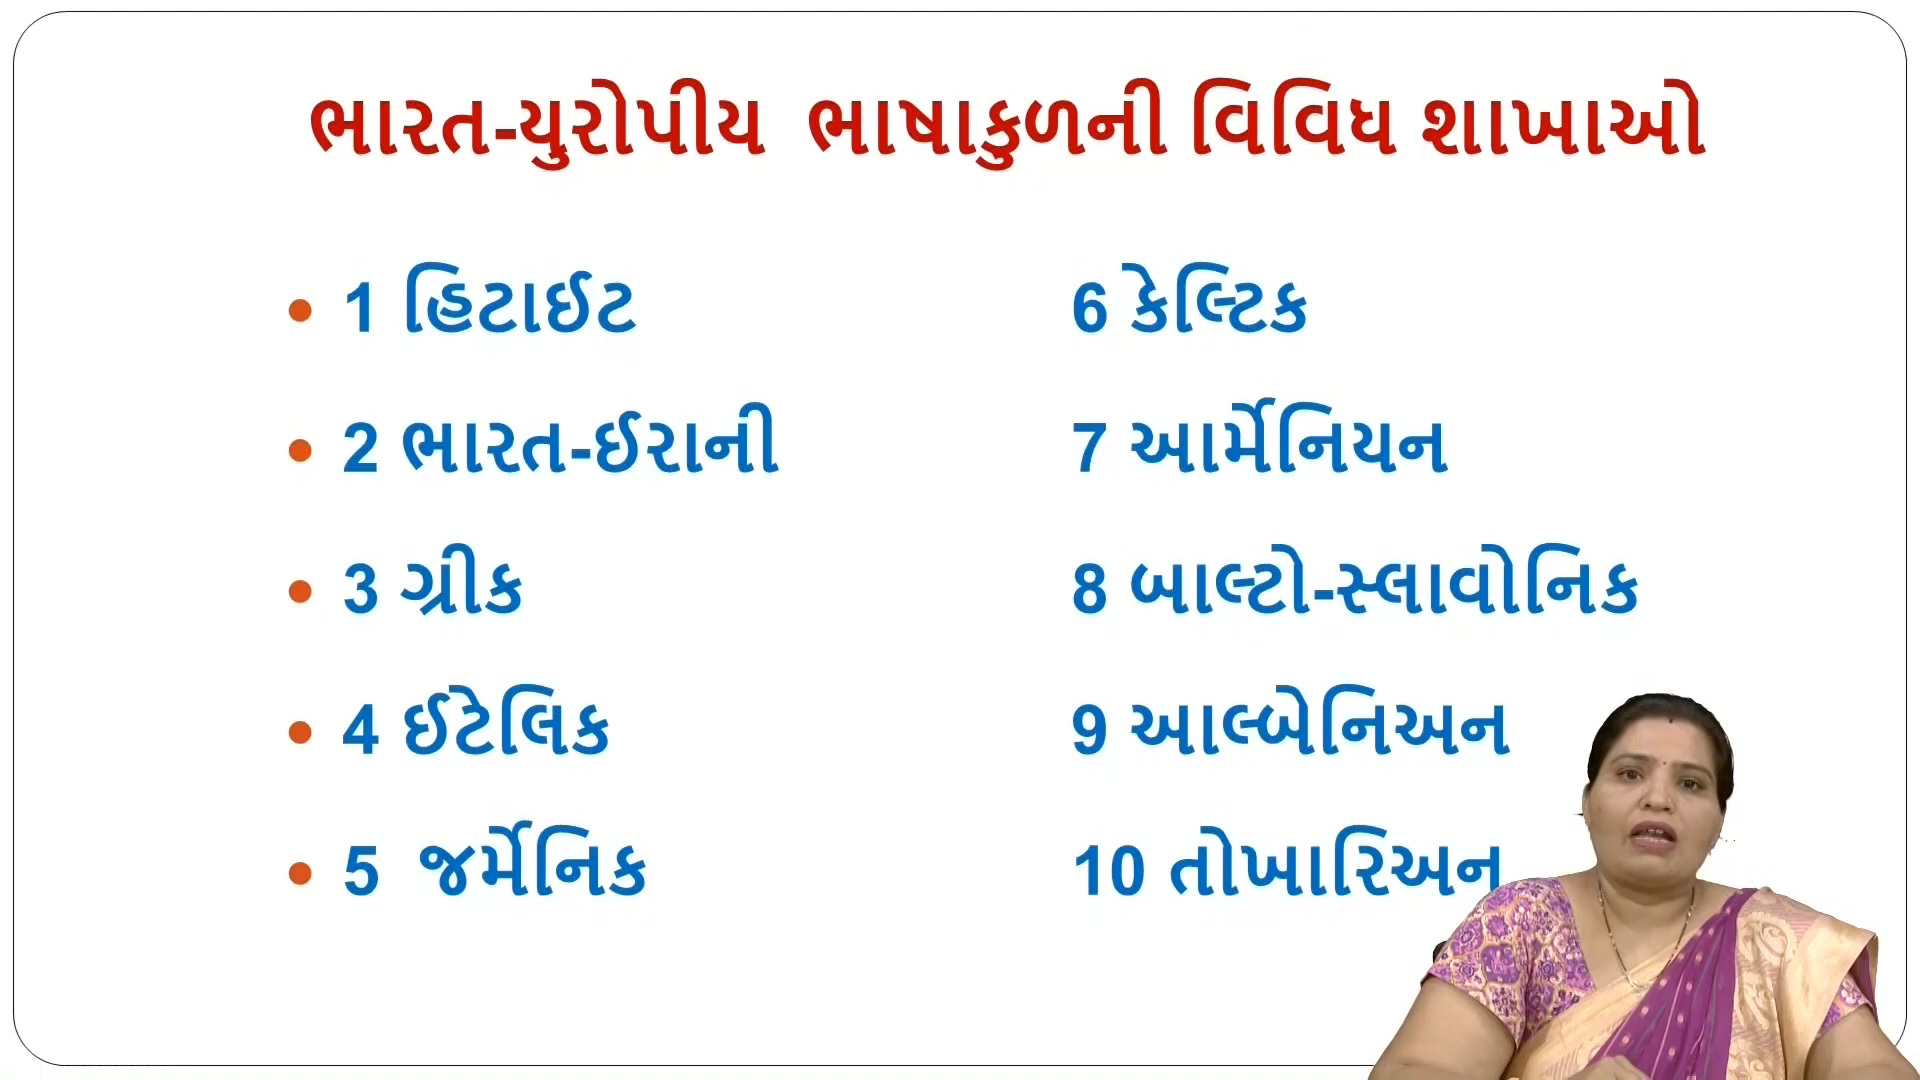 ભારત-યુરોપીય ભાષાકુળની વિવિધ શાખાઓ
• 1 હિટાઈટ
• 2 ભારત-ઈરાની
• 3 ગ્રીક
• 4 ઈટેલિક
• 5 જર્મેનિક
6 કેલ્ટિક
7 આર્મેનિયન
8 બાલ્ટો-સ્લાવોનિક
9 આલ્બેનિઅન
10 તોખારિઅન